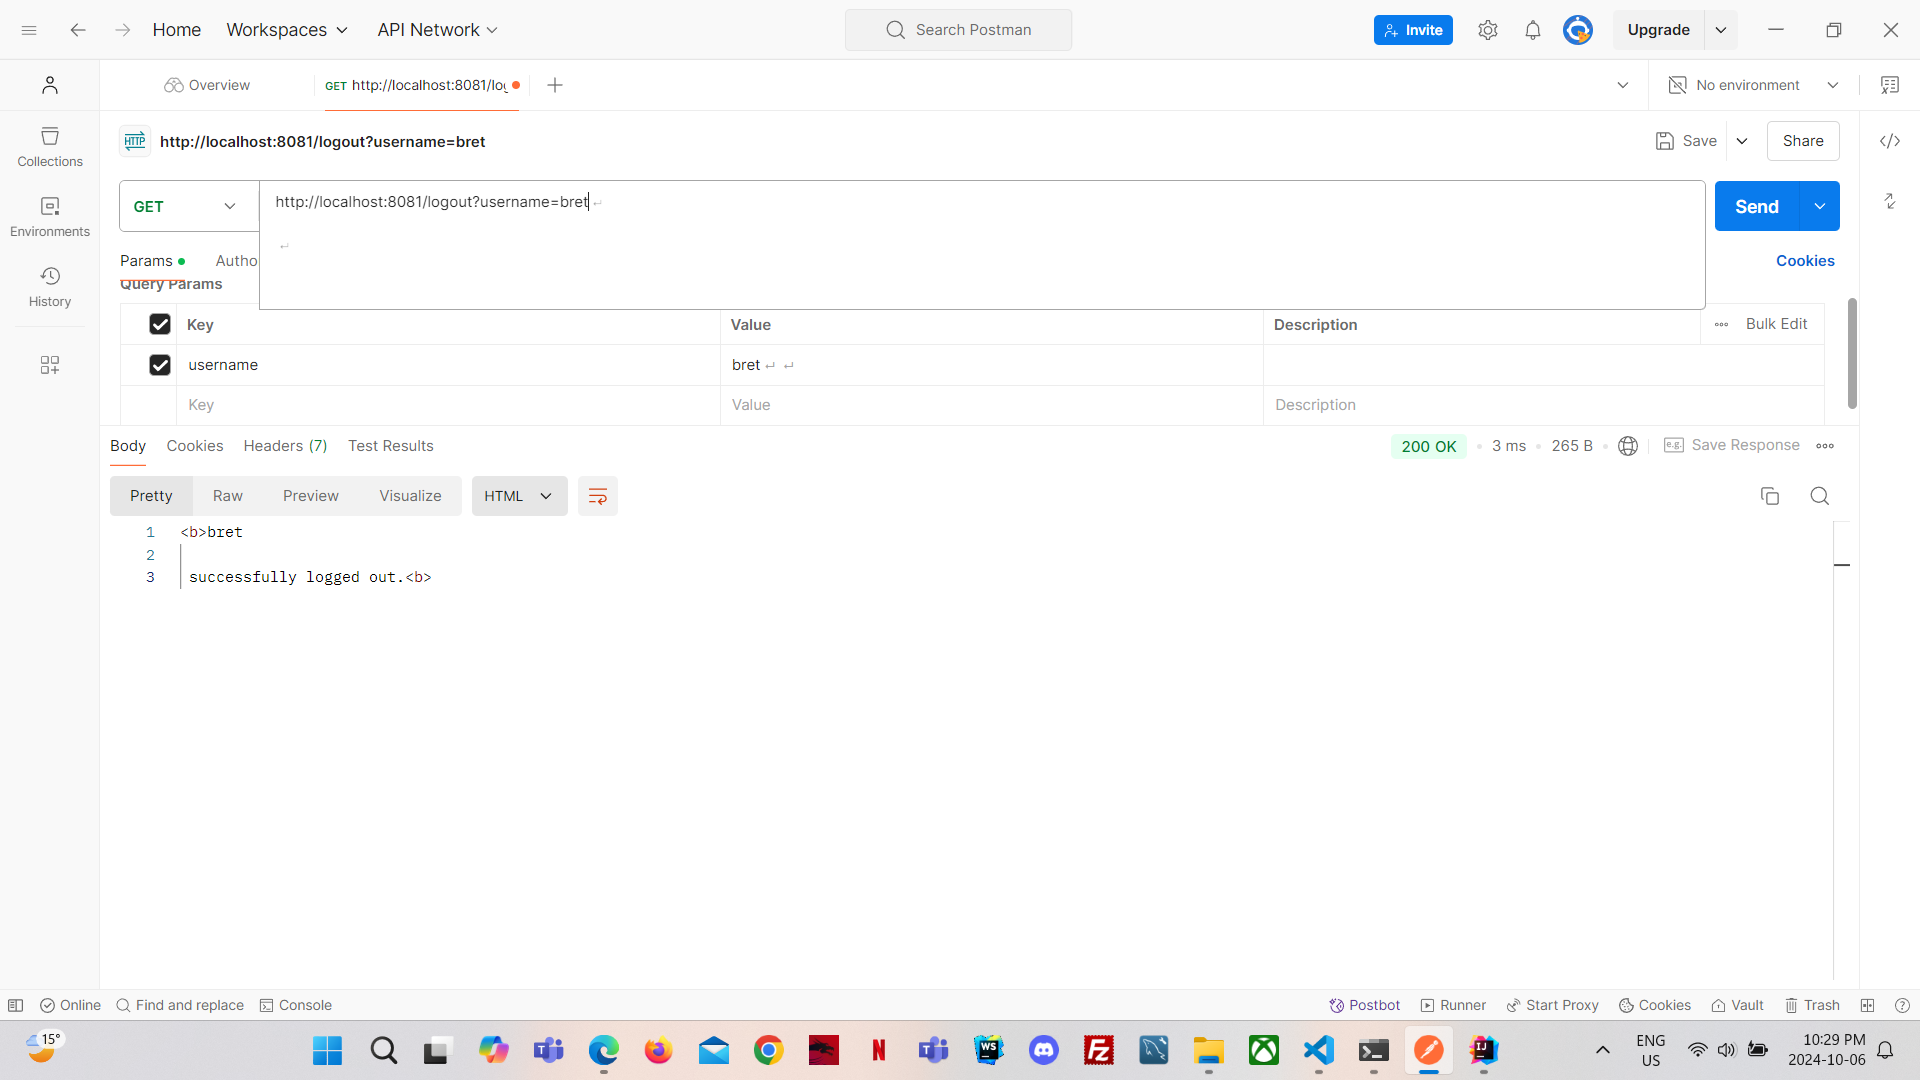 Home Workspaces API Network Search Postman Invite Upgrade
Overview GET http://localhost:8081/log No environment
HTTP http://localhost:8081/logout?username=bret Save Share
GET http://localhost:8081/logout?username=bret Send
Collections
Environments
History
Params Autho Cookies
Query Params
Key Value Description Bulk Edit
username bret
Key Value Description
Body Cookies Headers (7) Test Results 200 OK 3 ms 265 B e.g. Save Response
Pretty Raw Preview Visualize HTML
1 <b>bret
2
3 successfully logged out.<b>
Online Find and replace Console Postbot Runner Start Proxy Cookies Vault Trash
15° WS N FZ IJ ENG US 10:29 PM
2024-10-06